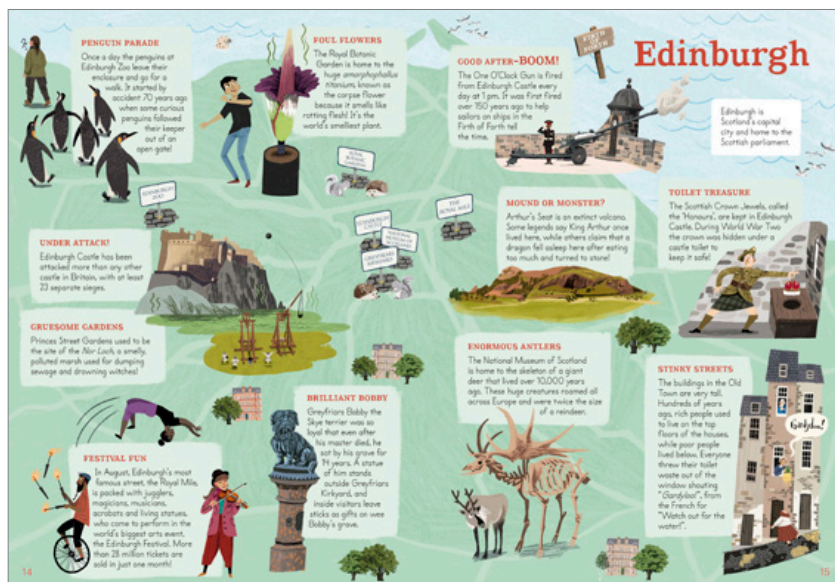 PENGUIN PARADE
Once a day the penguins at
Edinburgh Zoo leave their
enclosure and go for a
walk. It started by
accident 70 years ago
when some curious
penguins followed
their keeper
out of an
open gate!
FOUL FLOWERS
The Royal Botanic
Garden is home to the
huge amorphophallus
titanium, known as
the corpse flower
because it smells like
rotting flesh! It's the
world's smelliest plant.
GOOD AFTER-BOOM!
The One O'Clock Gun is fired
from Edinburgh Castle every
day at 1 pm. It was first fired
over 150 years ago to help
sailors on ships in the
Firth of Forth tell
the time.
FIRTH
OF
FORTH
Edinburgh
Edinburgh is
Scotland's capital
city and home to the
Scottish parliament.
EDINBURGH
ZOO
ROYAL
BOTANIC
GARDENS
EDINBURGH
CASTLE
NATIONAL
MUSEUM OF
SCOTLAND
GREYFRIARS
KIRKYARD
THE
ROYAL MILE
UNDER ATTACK!
Edinburgh Castle has been
attacked more than any other
castle in Britain, with at least
23 separate sieges.
MOUND OR MONSTER?
Arthur's Seat is an extinct volcano.
Some legends say King Arthur once
lived here, while others claim that a
dragon fell asleep here after eating
too much and turned to stone!
TOILET TREASURE
The Scottish Crown Jewels, called
the 'Honours', are kept in Edinburgh
Castle. During World War Two
the crown was hidden under a
castle toilet to
keep it safe!
GRUESOME GARDENS
Princes Street Gardens used to be
the site of the Nor Loch, a smelly,
polluted marsh used for dumping
sewage and drowning witches!
ENORMOUS ANTLERS
The National Museum of Scotland
is home to the skeleton of a giant
deer that lived over 10,000 years
ago. These huge creatures roamed all
across Europe and were twice the size
of a reindeer.
STINKY STREETS
The buildings in the Old
Town are very tall.
Hundreds of years
ago, rich people used
to live on the top
floors of the houses,
while poor people
lived below. Everyone
threw their toilet
waste out of the
window shouting
"Gardyloo!", from
the French for
"Watch out for the
water!".
Gardyloo!
BRILLIANT BOBBY
Greyfriars Bobby the
Skye terrier was so
loyal that even after
his master died, he
sat by his grave for
14 years. A statue
of him stands
outside Greyfriars
Kirkyard, and
inside visitors leave
sticks as gifts on wee
Bobby's grave.
FESTIVAL FUN
In August, Edinburgh's most
famous street, the Royal Mile,
is packed with jugglers,
magicians, musicians,
acrobats and living statues,
who come to perform in the
world's biggest arts event,
the Edinburgh Festival. More
than 25 million tickets are
sold in just one month!
14
15